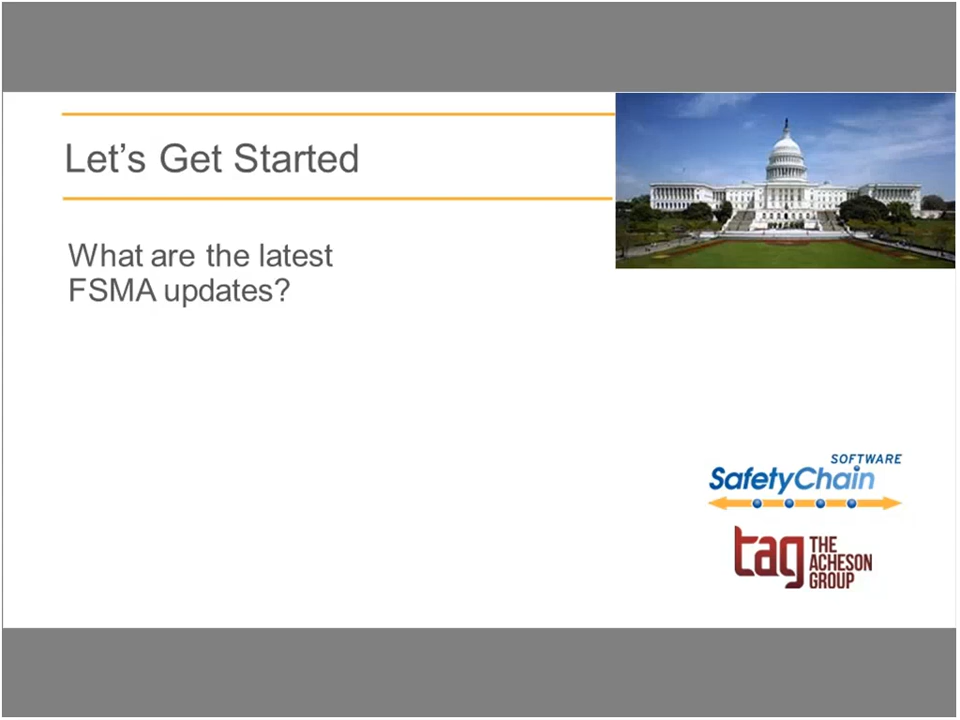 Let’s Get Started
What are the latest
FSMA updates?
SOFTWARE
SafetyChain
tag THE
ACHESON
GROUP